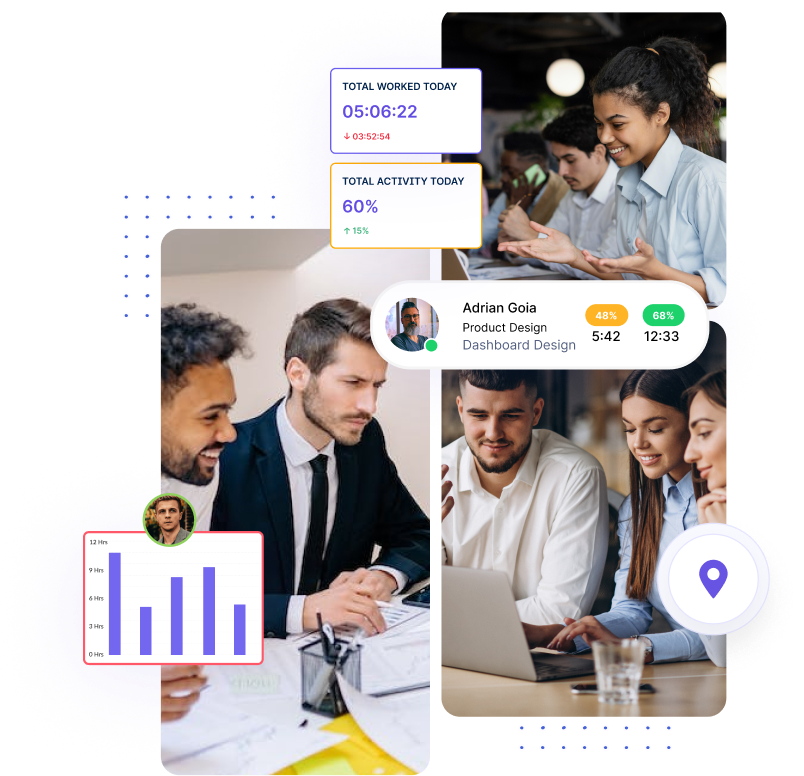 TOTAL WORKED TODAY
05:06:22
↓ 03:52:54
TOTAL ACTIVITY TODAY
60%
↑ 15%
Adrian Goia
Product Design
Dashboard Design
48%
5:42
68%
12:33
12 Hrs
9 Hrs
6 Hrs
3 Hrs
0 Hrs